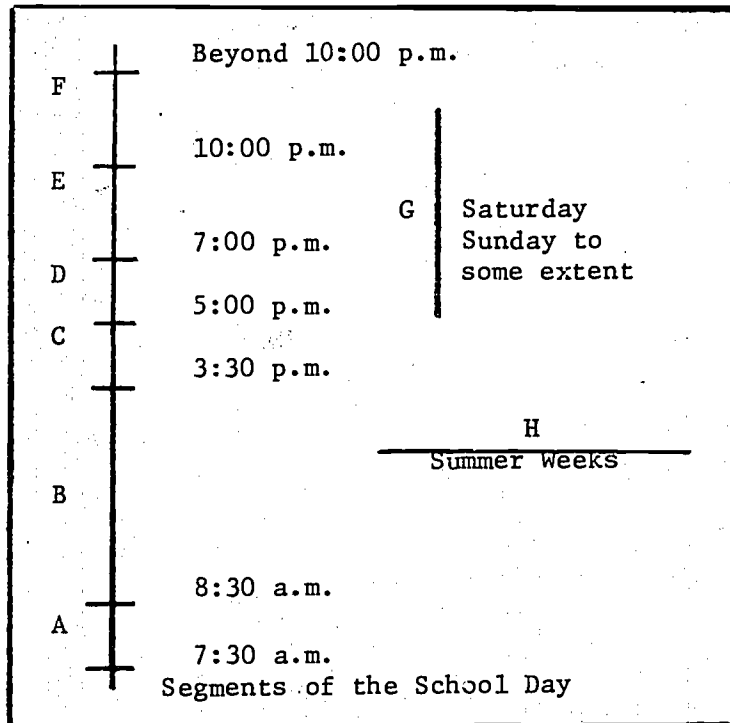 Beyond 10:00 p.m.
F
10:00 p.m.
E
G Saturday
7:00 p.m. Sunday to
D some extent
5:00 p.m.
C
3:30 p.m.
H
Summer Weeks
B
8:30 a.m.
A
7:30 a.m.
Segments of the School Day